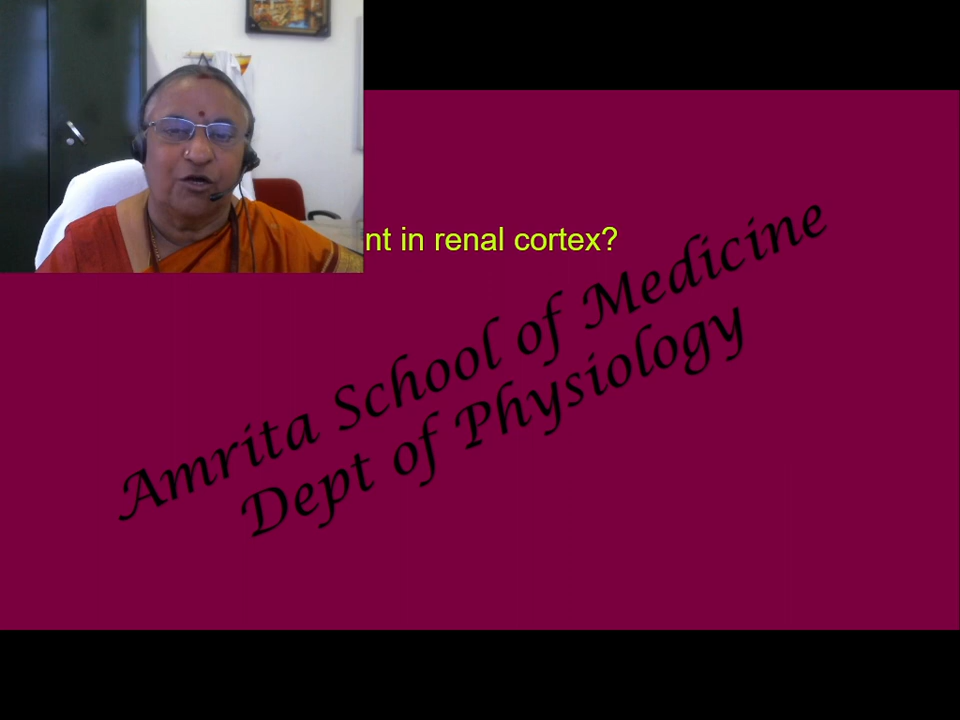 nt in renal cortex?
Amrita School of Medicine
Dept of Physiology